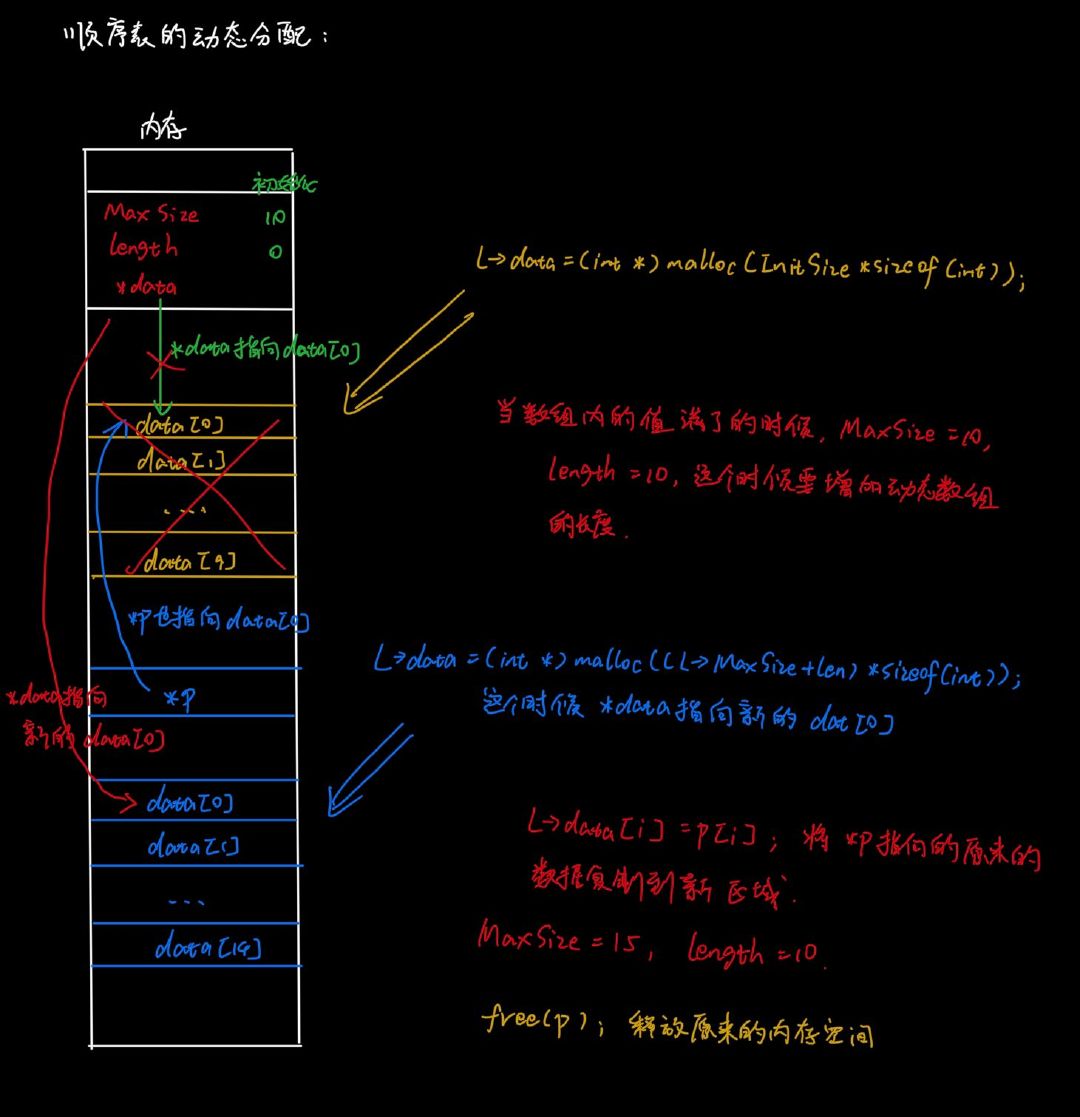 顺序表的动态分配：
内存
初始化
MaxSize 10
length 0
*data
L→data=(int *) malloc (InitSize *sizeof (int));
*data指向data[0]
data[0]
data[1]
...
data[9]
当数组内的值满了的时候, MaxSize =10,
length =10, 这个时候要增加动态数组
的长度.
*P也指向data[0]
L→data=(int *) malloc((L→MaxSize+len) *sizeof(int));
这个时候 *data指向新的 dat[0]
*P
*data指向
新的data[0]
data[0]
data[1]
...
data[14]
L→data[i] =p[i]; 将 *P指向的原来的
数据复制到新区域.
MaxSize =15, length =10.
free(p); 释放原来的内存空间